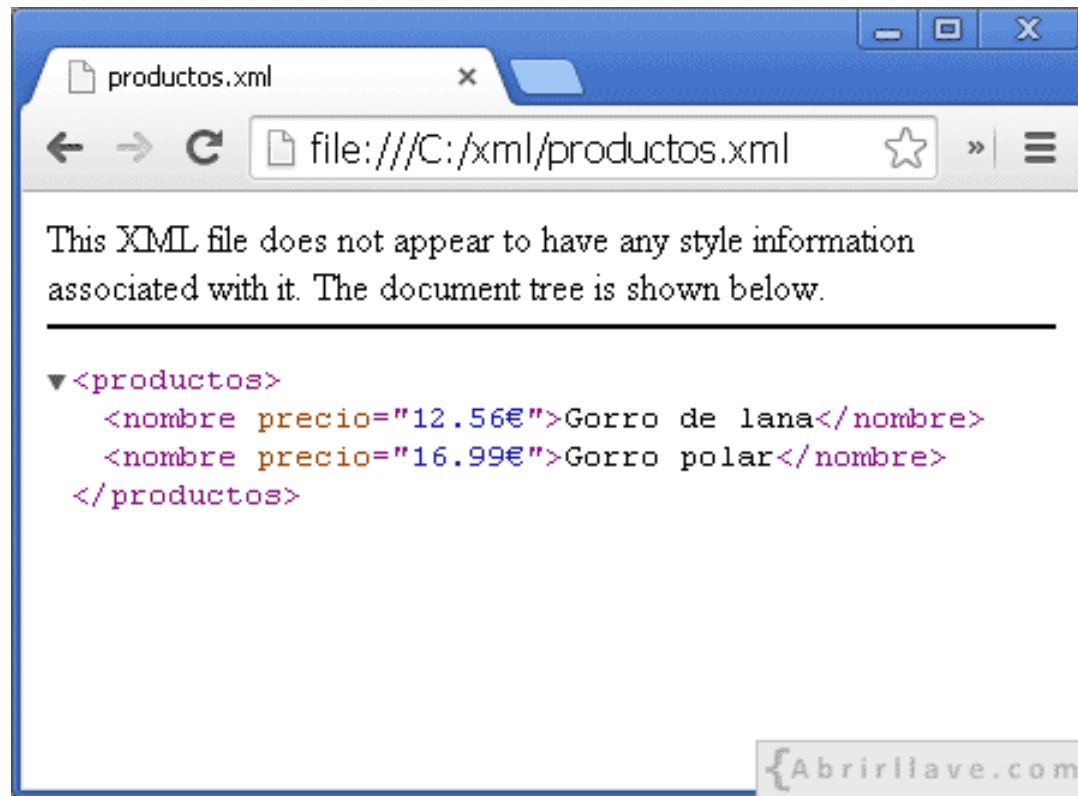 productos.xml
file:///C:/xml/productos.xml
This XML file does not appear to have any style information
associated with it. The document tree is shown below.
<productos>
<nombre precio="12.56€">Gorro de lana</nombre>
<nombre precio="16.99€">Gorro polar</nombre>
</productos>
{Abrirllave.com